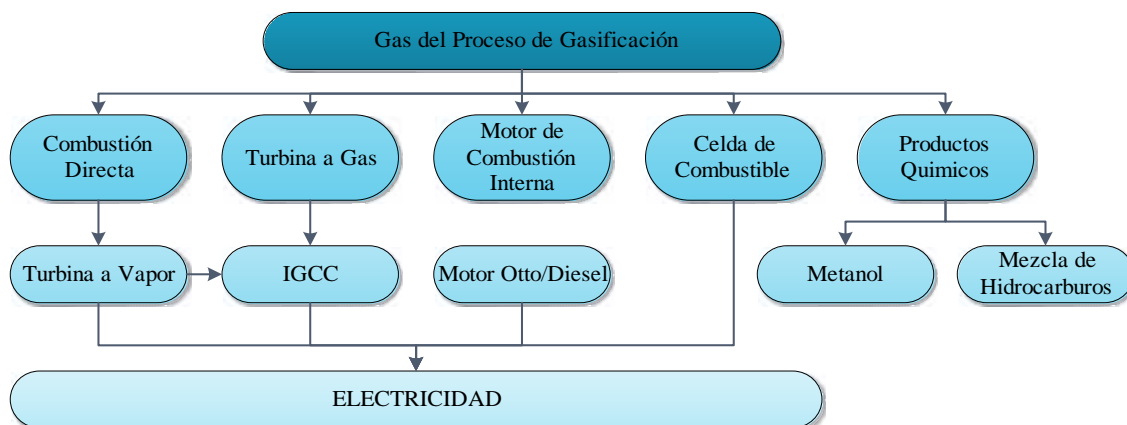 Gas del Proceso de Gasificación
Combustión
Directa
Turbina a Gas
Motor de
Combustión
Interna
Celda de
Combustible
Productos
Quimicos
Turbina a Vapor
IGCC
Motor Otto/Diesel
Metanol
Mezcla de
Hidrocarburos
ELECTRICIDAD